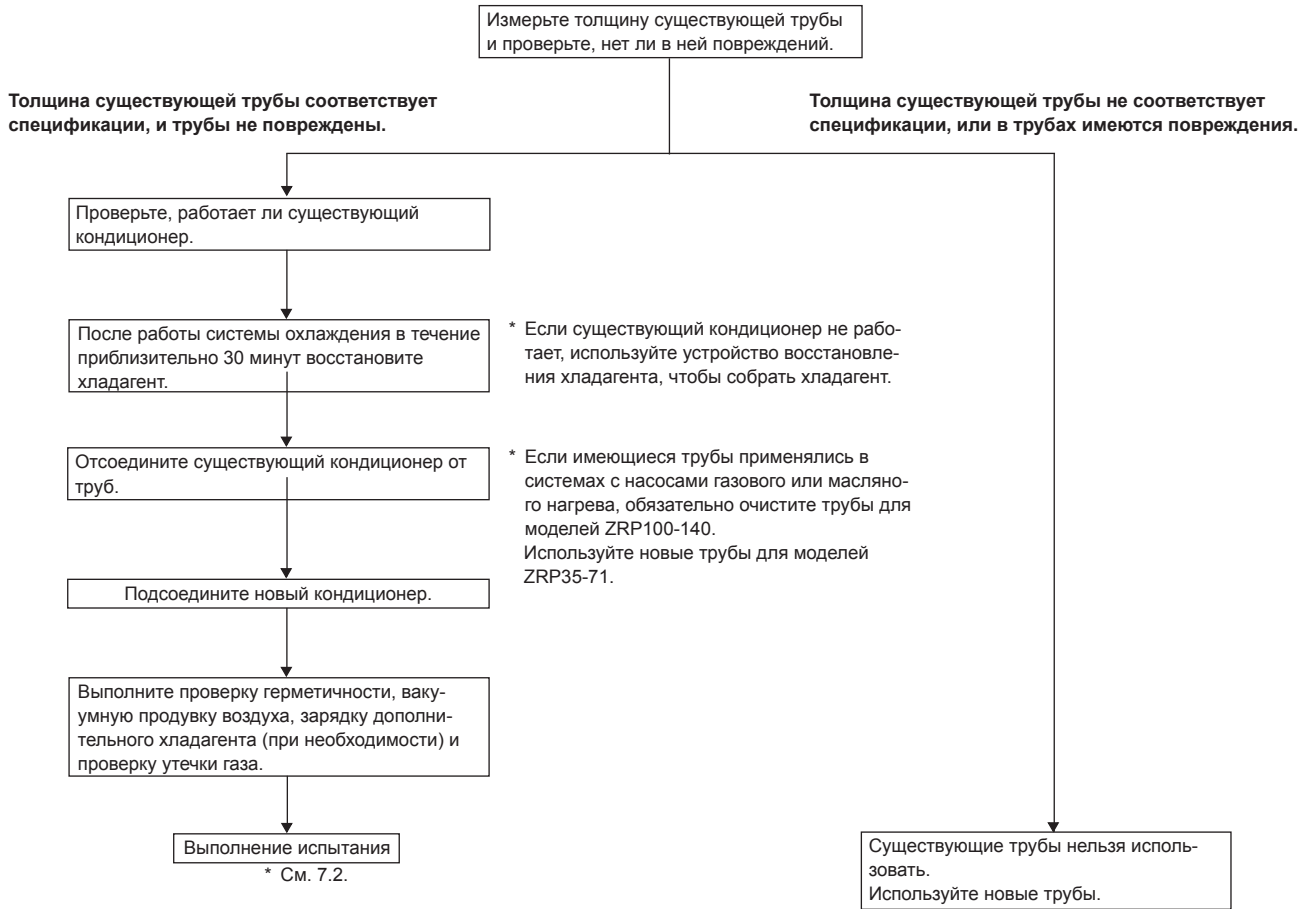 Измерьте толщину существующей трубы
и проверьте, нет ли в ней повреждений.
Толщина существующей трубы соответствует
спецификации, и трубы не повреждены.
Толщина существующей трубы не соответствует
спецификации, или в трубах имеются повреждения.
Проверьте, работает ли существующий
кондиционер.
После работы системы охлаждения в течение
приблизительно 30 минут восстановите
хладагент.
* Если существующий кондиционер не рабо-
тает, используйте устройство восстановле-
ния хладагента, чтобы собрать хладагент.
Отсоедините существующий кондиционер от
труб.
* Если имеющиеся трубы применялись в
системах с насосами газового или масляно-
го нагрева, обязательно очистите трубы для
моделей ZRP100-140.
Используйте новые трубы для моделей
ZRP35-71.
Подсоедините новый кондиционер.
Выполните проверку герметичности, ваку-
умную продувку воздуха, зарядку дополни-
тельного хладагента (при необходимости) и
проверку утечки газа.
Выполнение испытания
* См. 7.2.
Существующие трубы нельзя исполь-
зовать.
Используйте новые трубы.